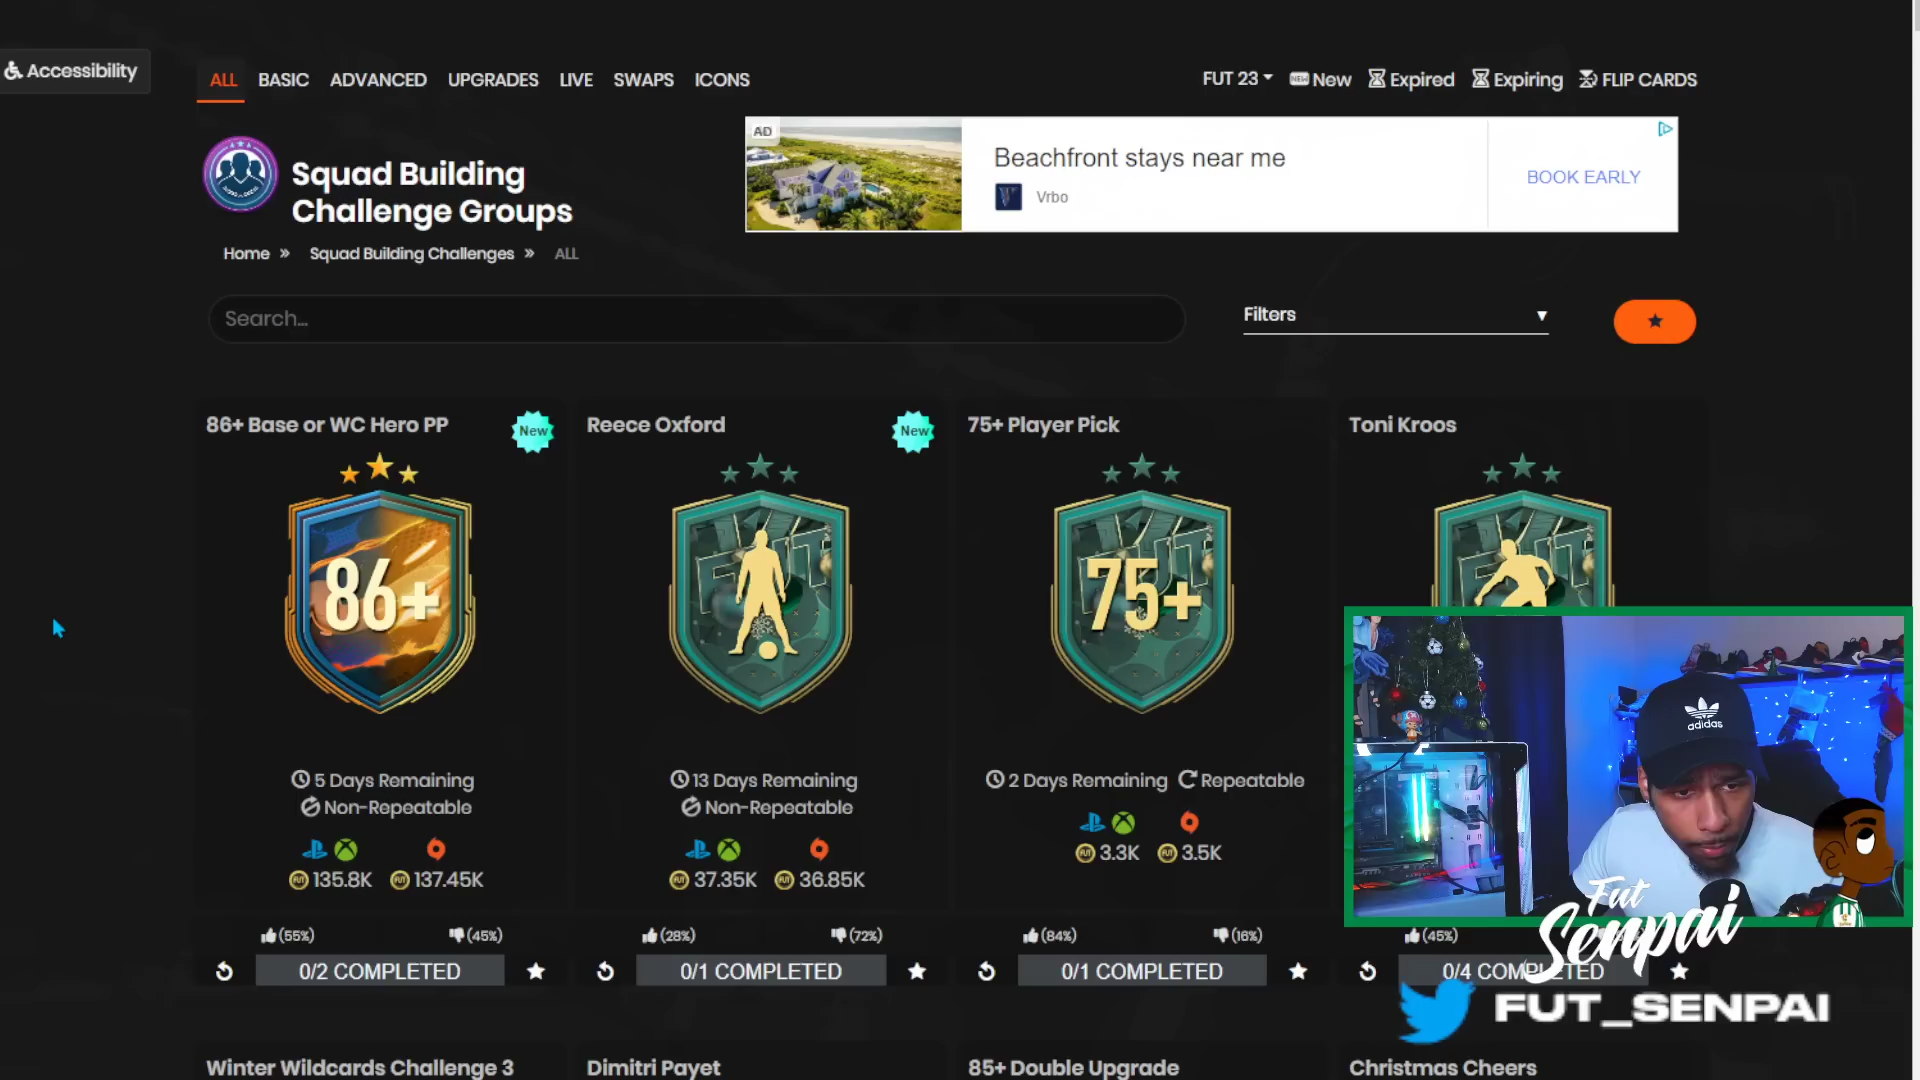 Accessibility
ALL BASIC ADVANCED UPGRADES LIVE SWAPS ICONS
FUT 23 New Expired Expiring FLIP CARDS
Squad Building
Challenge Groups
AD
Beachfront stays near me
Vrbo
BOOK EARLY
Home » Squad Building Challenges » ALL
Search...
Filters
86+ Base or WC Hero PP
New
Reece Oxford
New
75+ Player Pick
Toni Kroos
86+
75+
5 Days Remaining
Non-Repeatable
135.8K 137.45K
13 Days Remaining
Non-Repeatable
37.35K 36.85K
2 Days Remaining Repeatable
3.3K 3.5K
adidas
(55%) (45%)
(28%) (72%)
(84%) (16%)
(45%)
0/2 COMPLETED
0/1 COMPLETED
0/1 COMPLETED
0/4 COMPLETED
Fut
Senpai
FUT_SENPAI
Winter Wildcards Challenge 3
Dimitri Payet
85+ Double Upgrade
Christmas Cheers